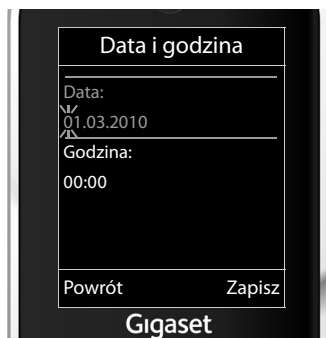 Data i godzina
Data:
01.03.2010
Godzina:
00:00
Powrót Zapisz
Gigaset